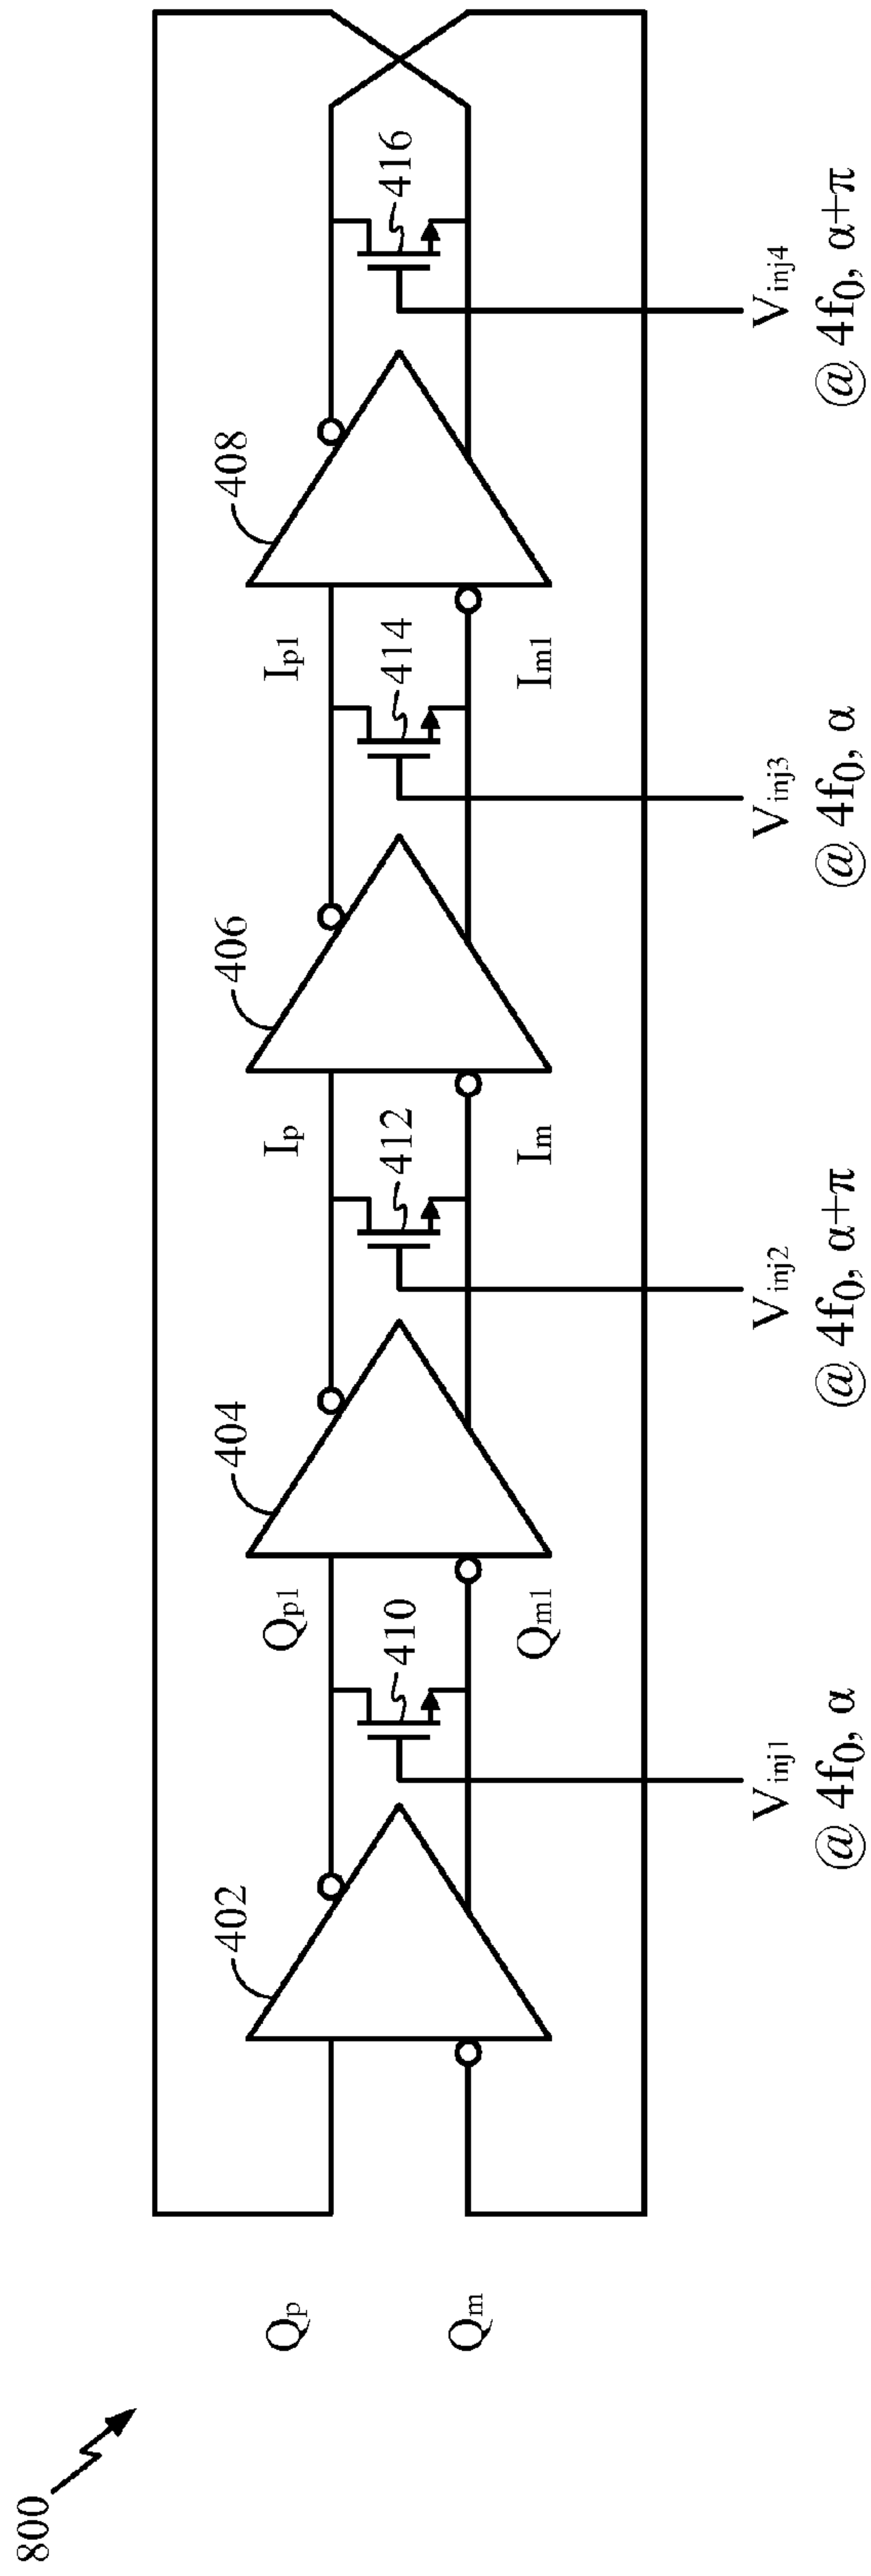 800
402
404
406
408
Qp
Qp1
Ip
Ip1
410
412
414
416
Qm
Qm1
Im
Im1
Vinj1
Vinj2
Vinj3
Vinj4
@ 4f0, α
@ 4f0, α+π
@ 4f0, α
@ 4f0, α+π